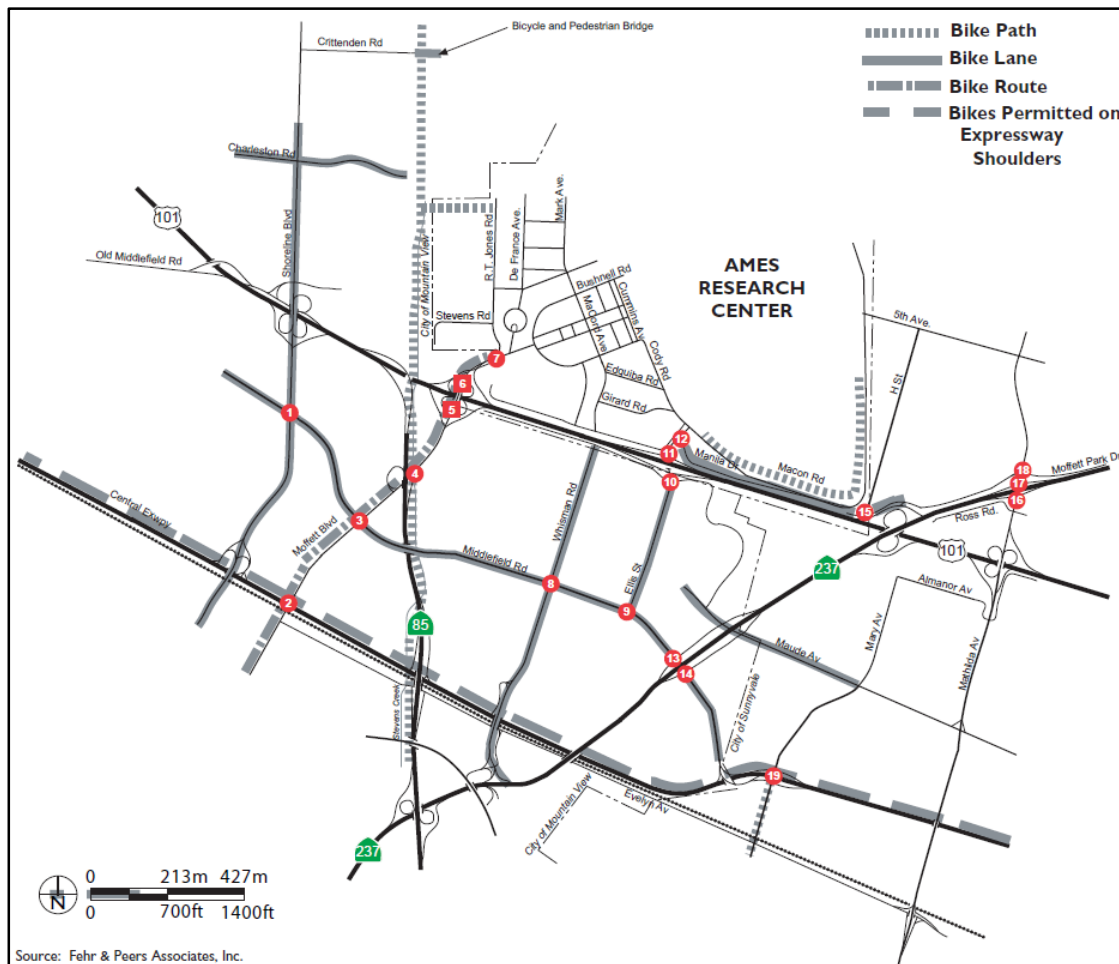 Bicycle and Pedestrian Bridge
Crittenden Rd
Bike Path
Bike Lane
Bike Route
Bikes Permitted on
Expressway
Shoulders
Charleston Rd
101
Old Middlefield Rd
Shoreline Blvd
City of Mountain View
R.T. Jones Rd
De France Ave.
Mark Ave.
Stevens Rd
Bushnell Rd
Cummins Av
MaCord Ave
Cody Rd
Edquiba Rd
Girard Rd
AMES
RESEARCH
CENTER
5th Ave.
H St
7
6
5
1
4
3
2
12
11
10
Manila Dr
Macon Rd
15
18
17
16
Moffett Park Dr
Ross Rd.
101
237
Central Exwpy
Moffett Blvd
Middlefield Rd
Whisman Rd
Ellis St
8
9
13
14
85
Almanor Av
Mary Av
Maude Av
Mathilda Av
City of Sunnyvale
Stevens Creek
19
Evelyn Av
City of Mountain View
237
N
0 213m 427m
0 700ft 1400ft
Source: Fehr & Peers Associates, Inc.